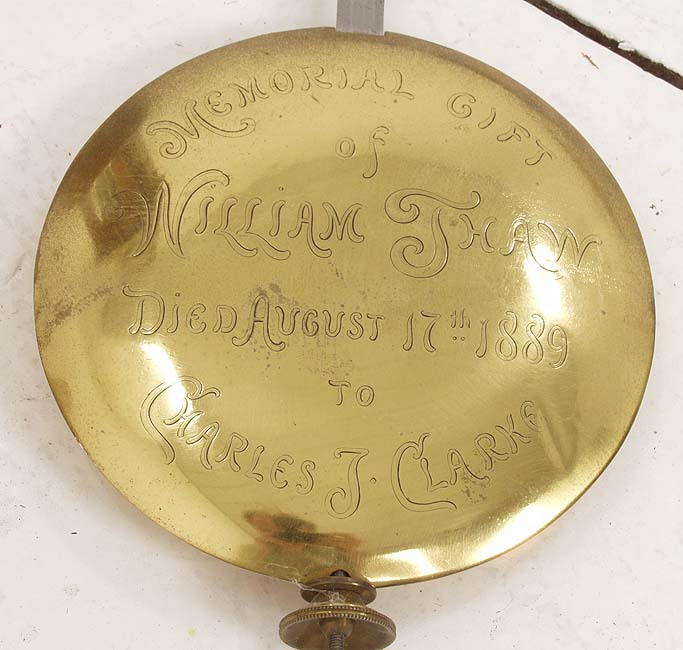 Memorial Gift
of
William Thaw
Died August 17th 1889
to
Charles J. Clarke